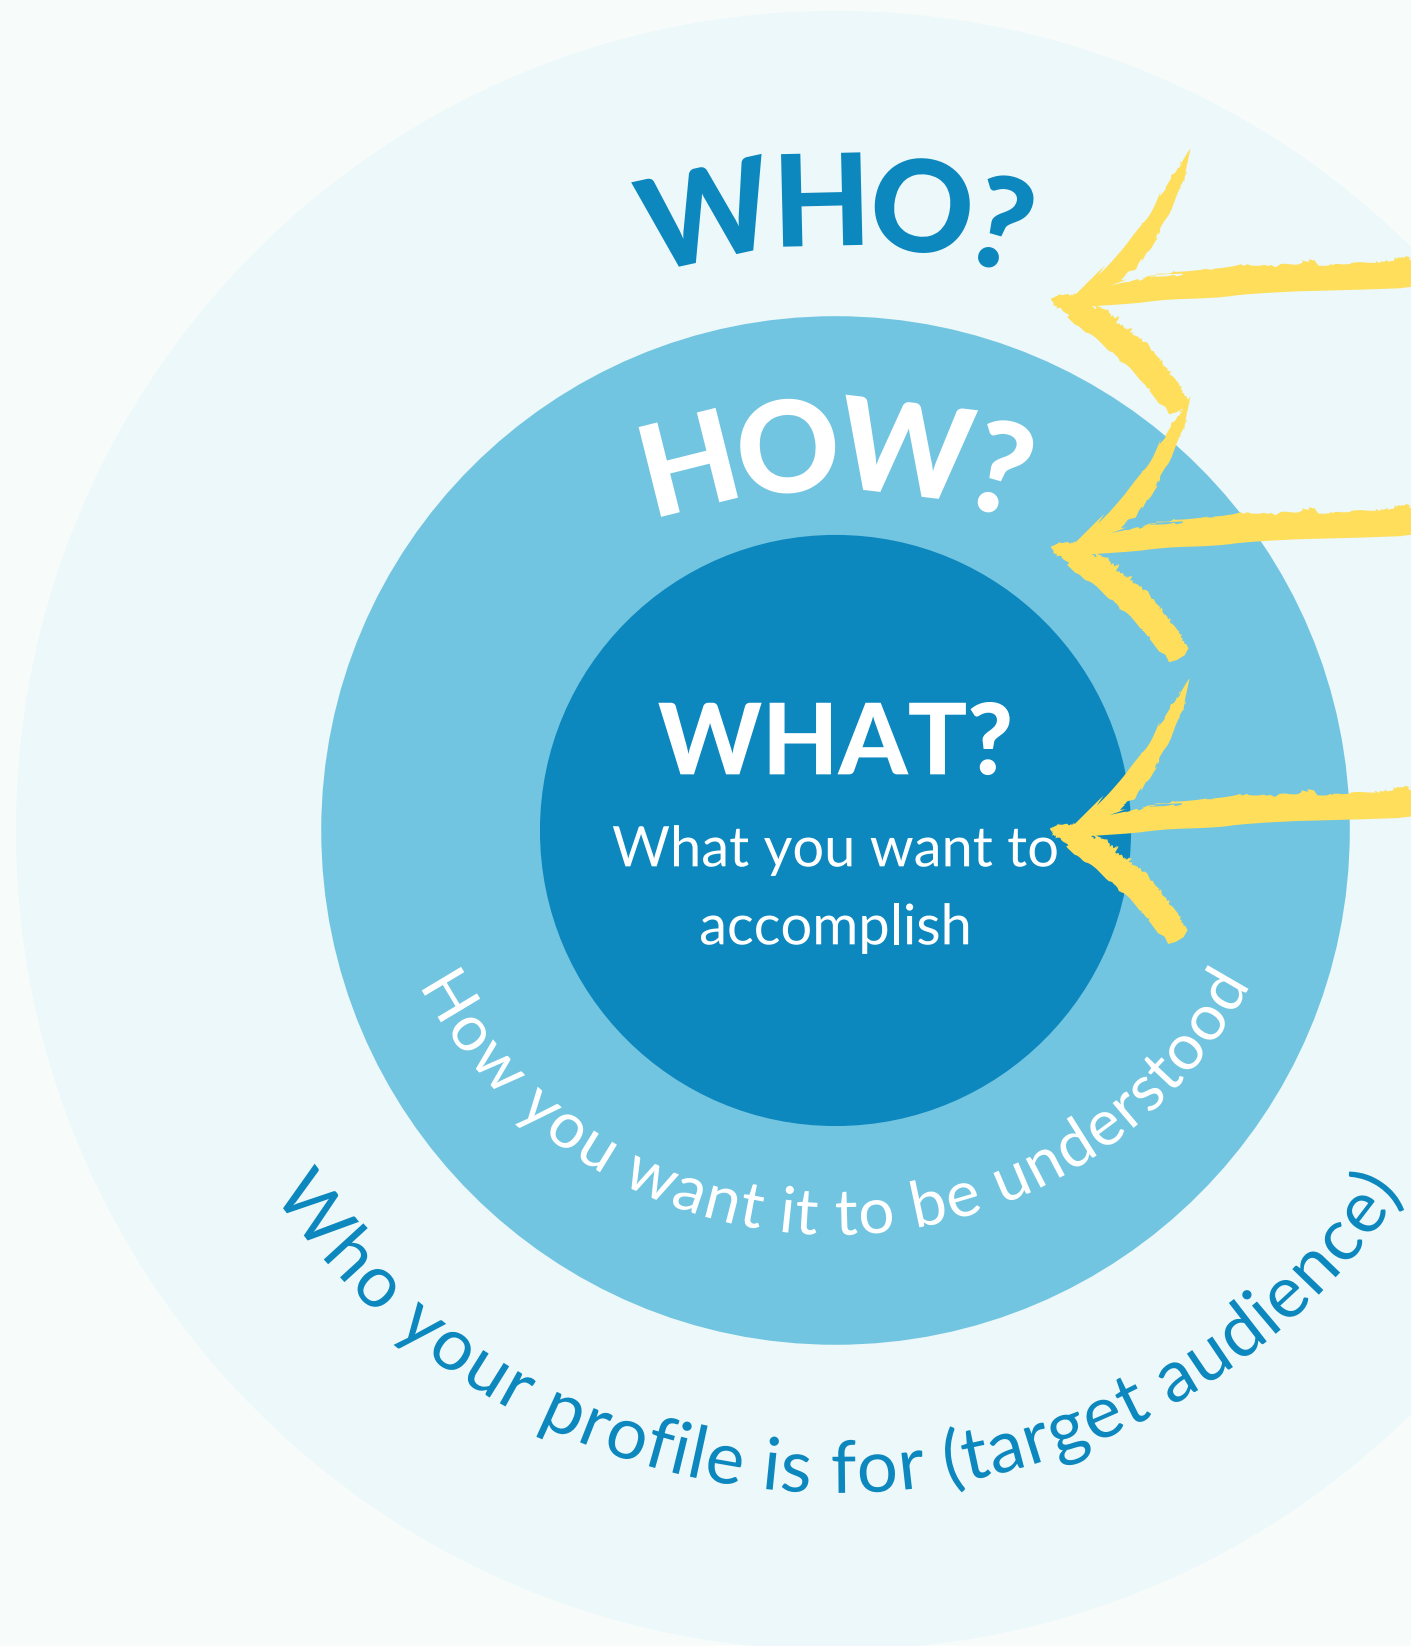 WHO?
HOW?
WHAT?
What you want to
accomplish
How you want it to be understood
Who your profile is for (target audience)